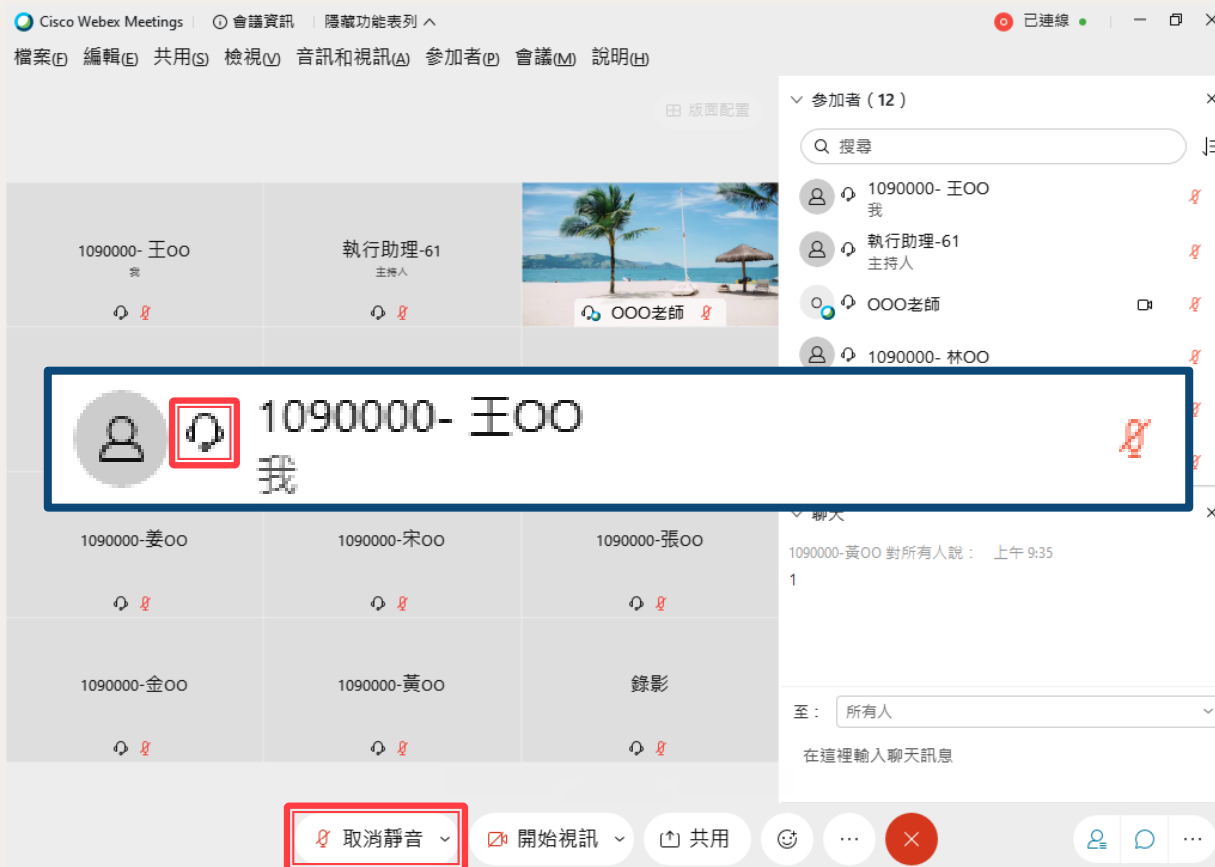 Cisco Webex Meetings
會議資訊
隱藏功能表列
已連線
檔案(F) 編輯(E) 共用(S) 檢視(V) 音訊和視訊(A) 參加者(P) 會議(M) 說明(H)
版面配置
1090000- 王OO
我
執行助理-61
主持人
OOO老師
1090000-姜OO
1090000-宋OO
1090000-張OO
1090000-金OO
1090000-黃OO
錄影
參加者 ( 12 )
搜尋
1090000- 王OO
我
執行助理-61
主持人
OOO老師
1090000- 林OO
1090000- 王OO
我
聊天
1090000-黃OO 對所有人說： 上午 9:35
1
至： 所有人
在這裡輸入聊天訊息
取消靜音
開始視訊
共用